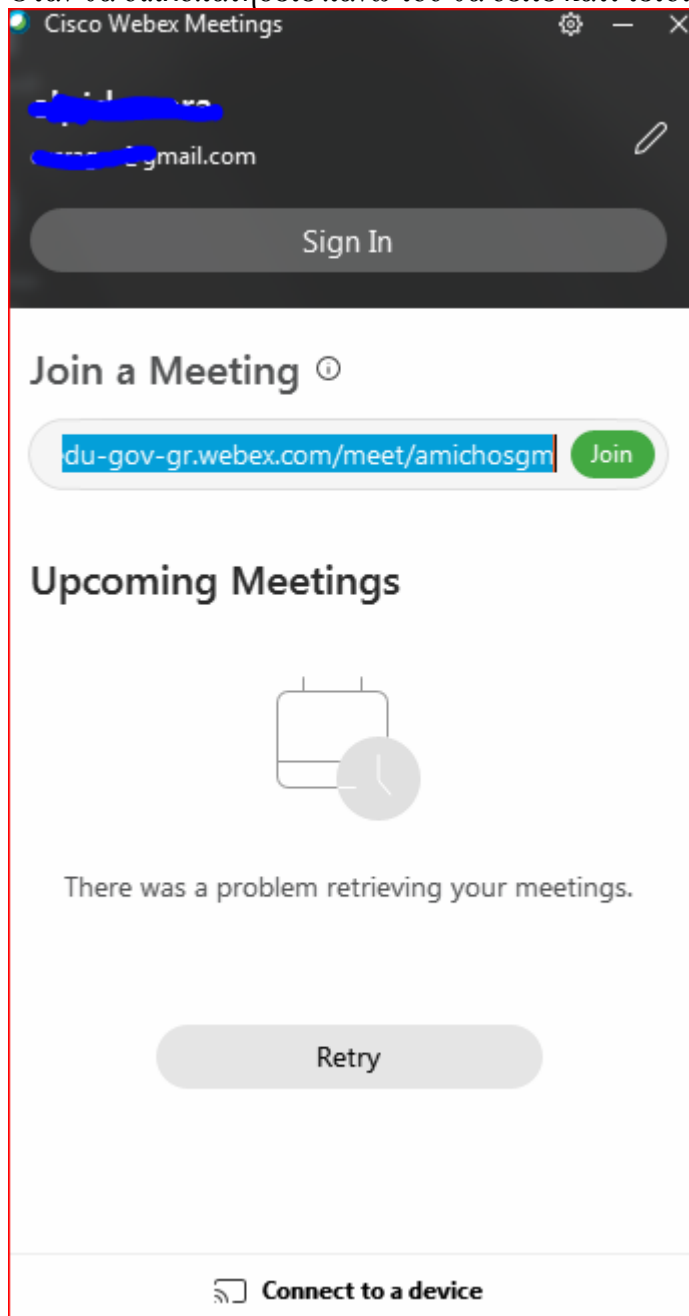 Cisco Webex Meetings
@gmail.com
Sign In
Join a Meeting
edu-gov-gr.webex.com/meet/amichosgm Join
Upcoming Meetings
There was a problem retrieving your meetings.
Retry
Connect to a device